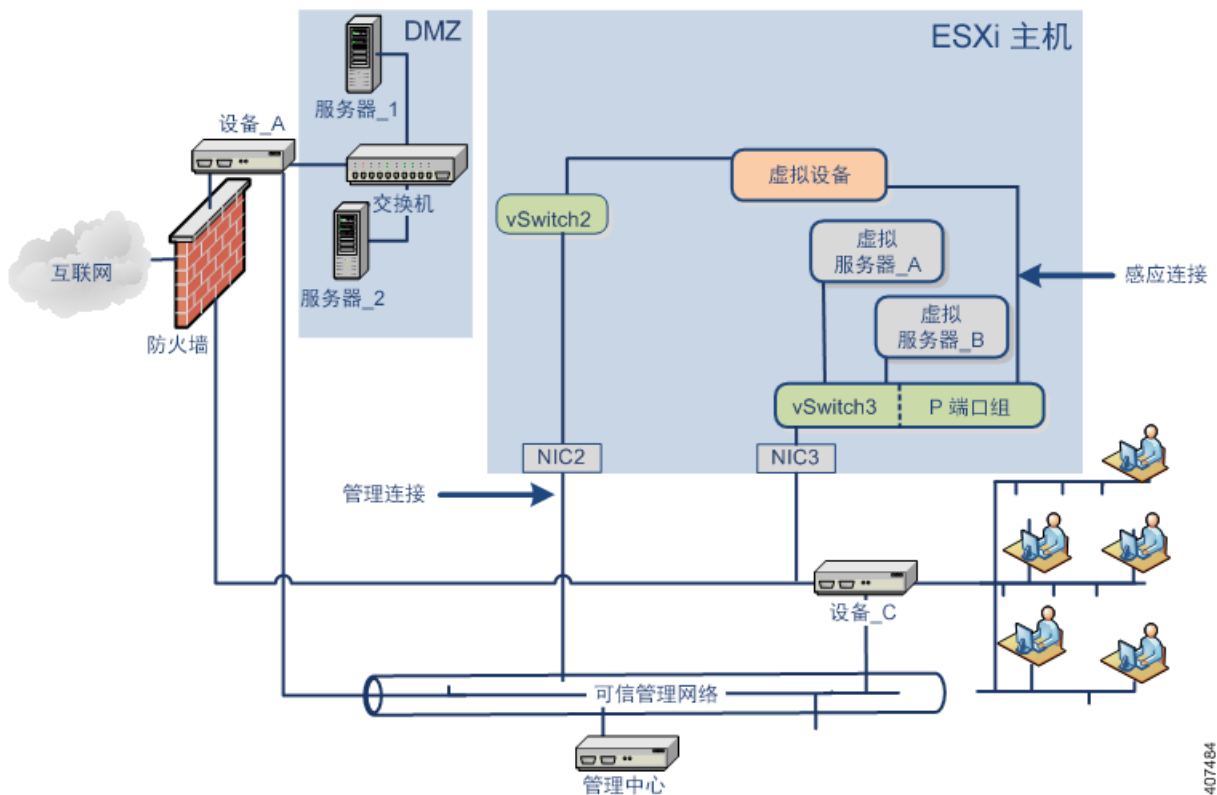 DMZ
ESXi 主机
服务器_1
设备_A
虚拟设备
交换机
vSwitch2
虚拟
服务器_A
互联网
感应连接
服务器_2
虚拟
服务器_B
防火墙
vSwitch3
P 端口组
NIC2
NIC3
管理连接
设备_C
可信管理网络
管理中心
407484